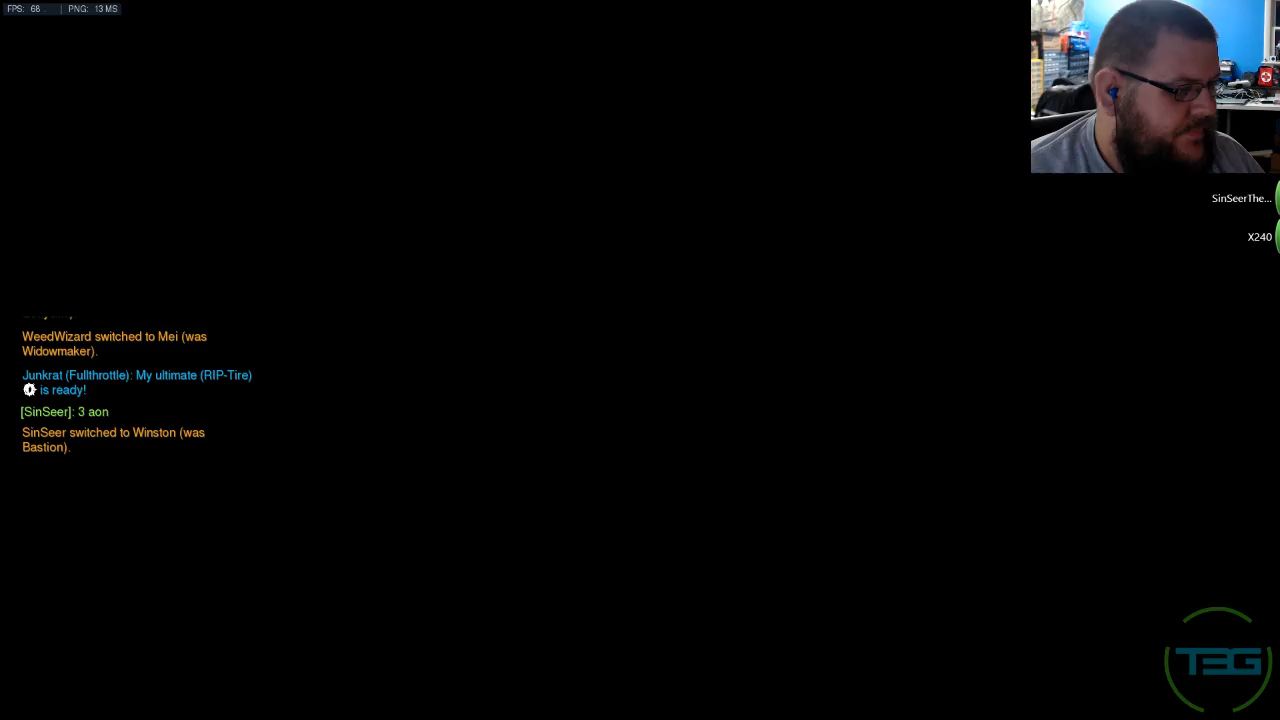 FPS: 68 | PNG: 13 MS
SinSeerThe...
X240
WeedWizard switched to Mei (was
Widowmaker).
Junkrat (Fullthrottle): My ultimate (RIP-Tire)
is ready!
[SinSeer]: 3 aon
SinSeer switched to Winston (was
Bastion).
TBG